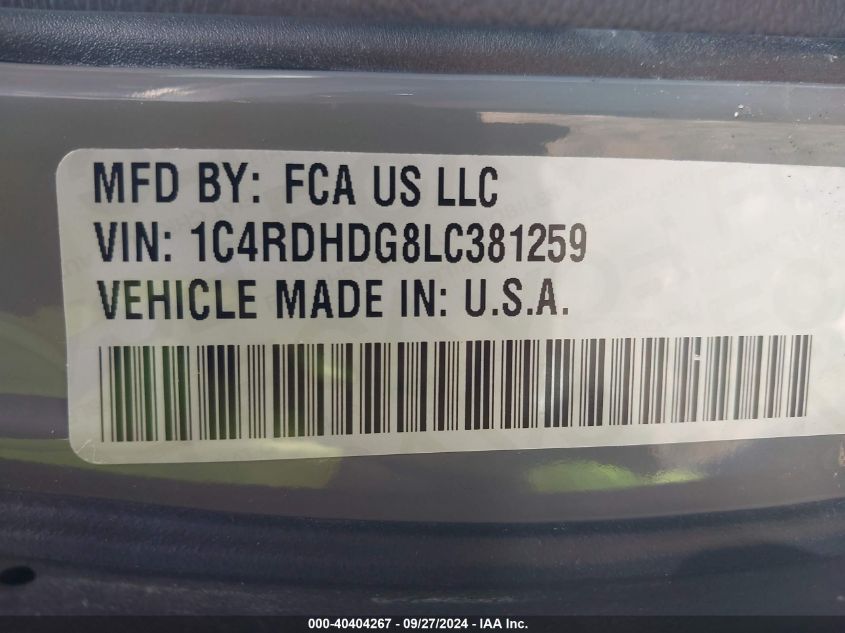 MFD BY: FCA US LLC
VIN: 1C4RDHDG8LC381259
VEHICLE MADE IN: U.S.A.
000-40404267 - 09/27/2024 - IAA Inc.